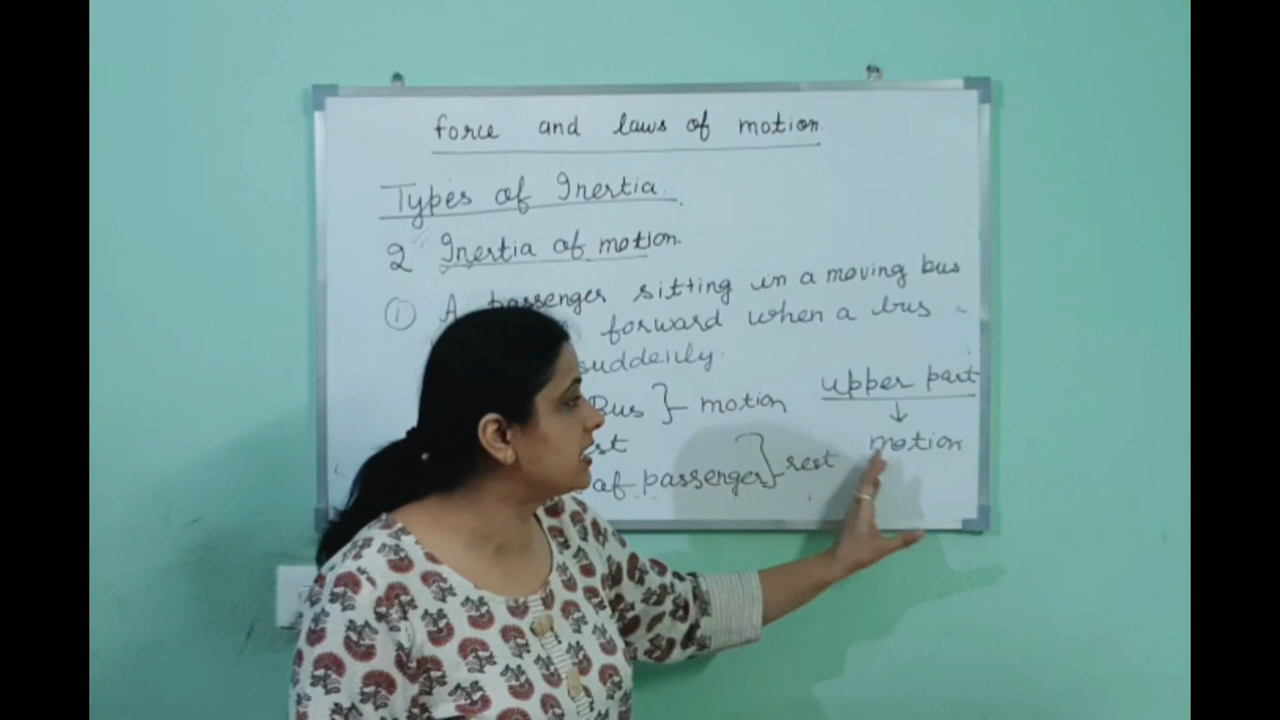 force and laws of motion.
Types of Inertia.
2 Inertia of motion.
① A passenger sitting in a moving bus
forward when a bus
suddenly.
Bus } motion
upper part
↓
motion
of passenger } rest